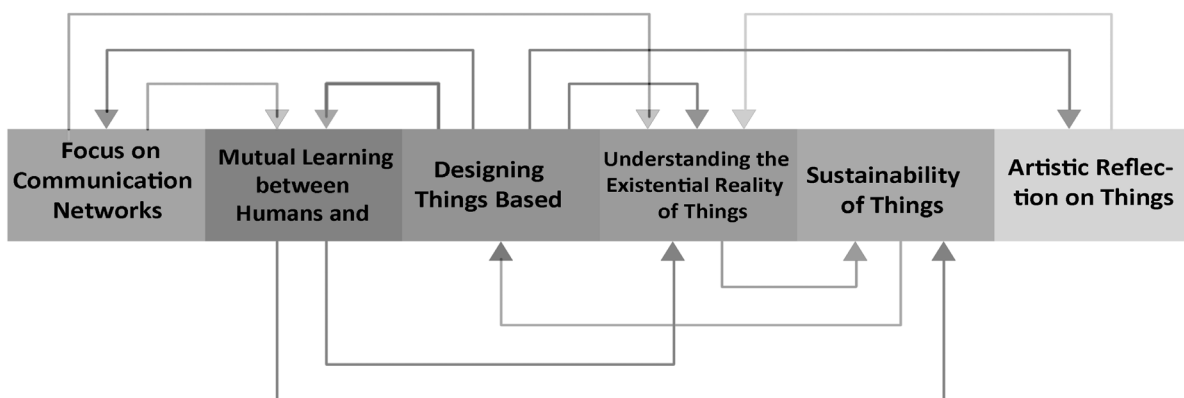 Focus on
Communication
Networks
Mutual Learning
between
Humans and
Designing
Things Based
Understanding the
Existential Reality
of Things
Sustainability
of Things
Artistic Reflec-
tion on Things